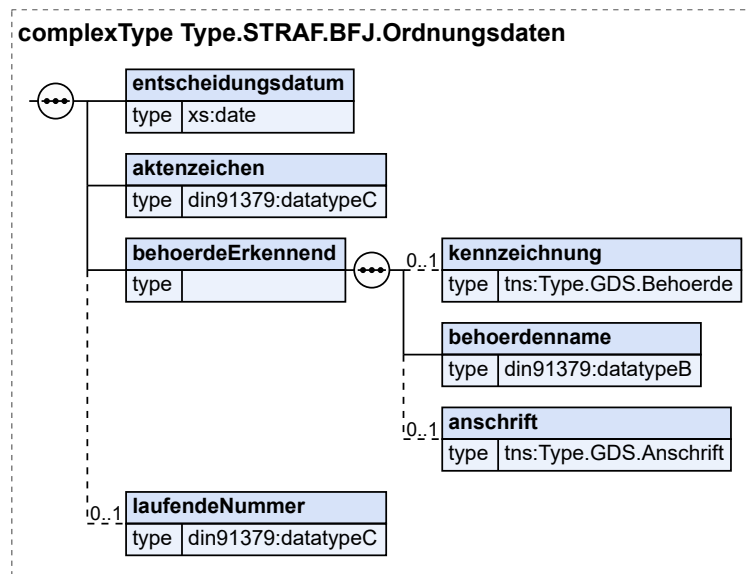 complexType Type.STRAF.BFJ.Ordnungsdaten
entscheidungsdatum
type xs:date
aktenzeichen
type din91379:datatypeC
behoerdeErkennend
type
0..1
kennzeichnung
type tns:Type.GDS.Behoerde
behoerdenname
type din91379:datatypeB
0..1
anschrift
type tns:Type.GDS.Anschrift
0..1
laufendeNummer
type din91379:datatypeC